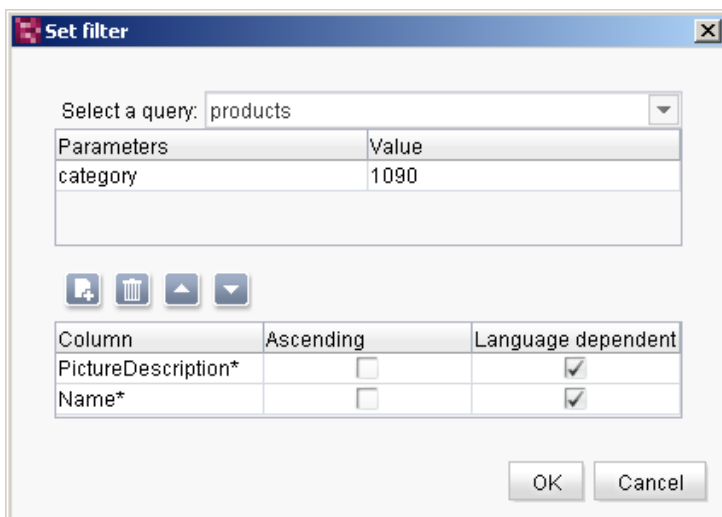 Set filter
Select a query: products
Parameters Value
category 1090
Column Ascending Language dependent
PictureDescription*
Name*
OK Cancel